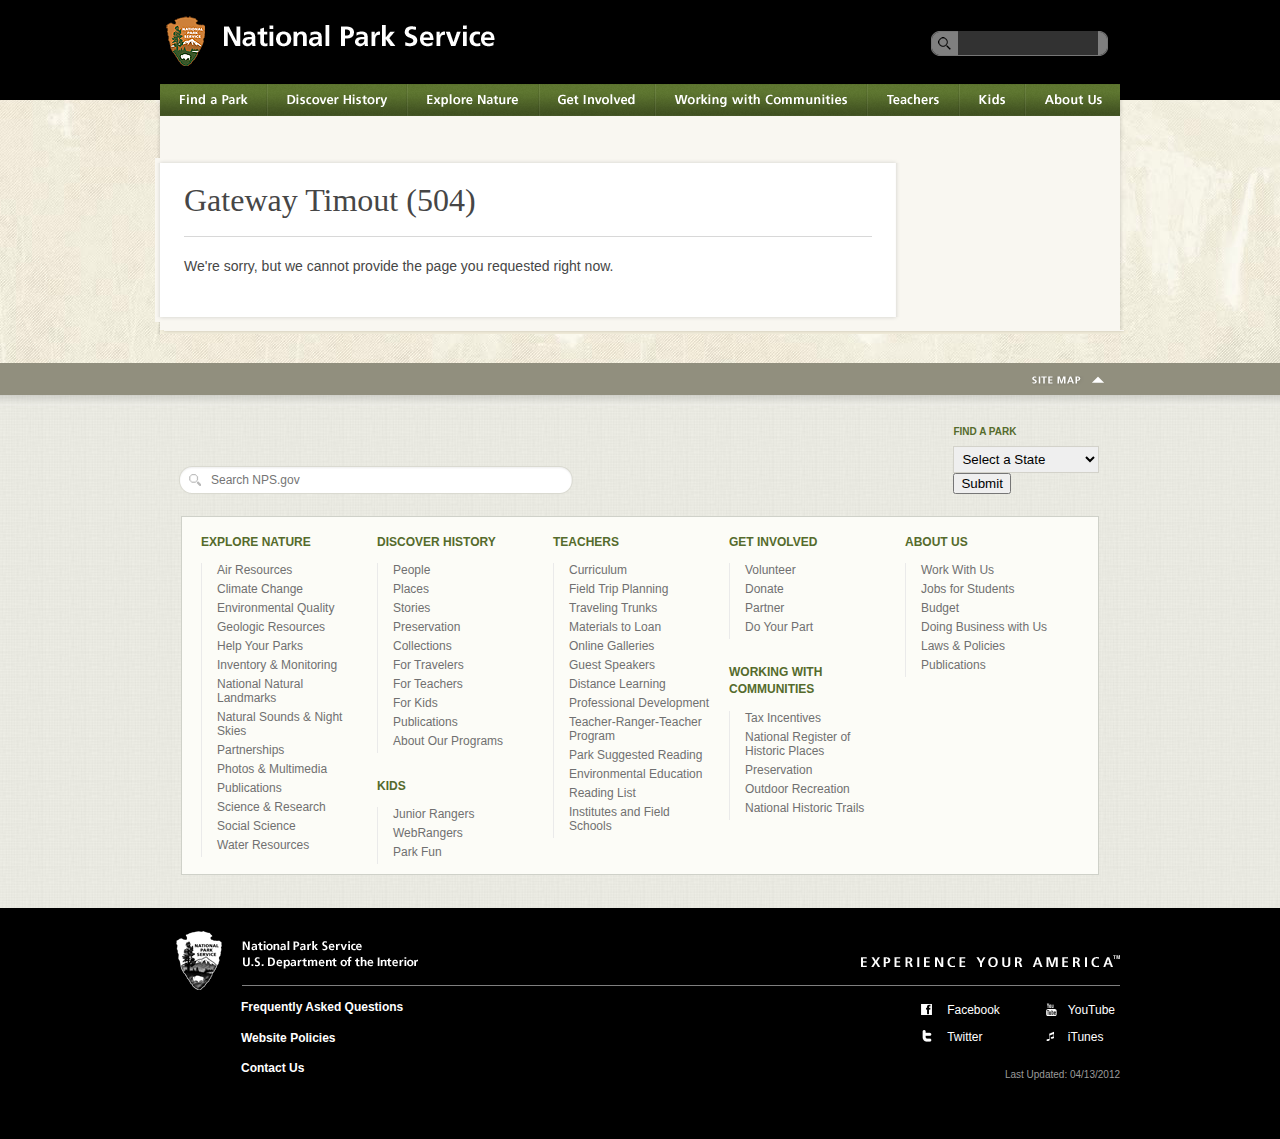 National Park Service
Find a Park Discover History Explore Nature Get Involved Working with Communities Teachers Kids About Us
Gateway Timout (504)
We're sorry, but we cannot provide the page you requested right now.
SITE MAP
FIND A PARK
Select a State
Search NPS.gov
Submit
EXPLORE NATURE
Air Resources
Climate Change
Environmental Quality
Geologic Resources
Help Your Parks
Inventory & Monitoring
National Natural
Landmarks
Natural Sounds & Night
Skies
Partnerships
Photos & Multimedia
Publications
Science & Research
Social Science
Water Resources
DISCOVER HISTORY
People
Places
Stories
Preservation
Collections
For Travelers
For Teachers
For Kids
Publications
About Our Programs
KIDS
Junior Rangers
WebRangers
Park Fun
TEACHERS
Curriculum
Field Trip Planning
Traveling Trunks
Materials to Loan
Online Galleries
Guest Speakers
Distance Learning
Professional Development
Teacher-Ranger-Teacher
Program
Park Suggested Reading
Environmental Education
Reading List
Institutes and Field
Schools
GET INVOLVED
Volunteer
Donate
Partner
Do Your Part
WORKING WITH
COMMUNITIES
Tax Incentives
National Register of
Historic Places
Preservation
Outdoor Recreation
National Historic Trails
ABOUT US
Work With Us
Jobs for Students
Budget
Doing Business with Us
Laws & Policies
Publications
NATIONAL
PARK
SERVICE
National Park Service
U.S. Department of the Interior
EXPERIENCE YOUR AMERICA™
Frequently Asked Questions
Website Policies
Contact Us
Facebook
YouTube
Twitter
iTunes
Last Updated: 04/13/2012